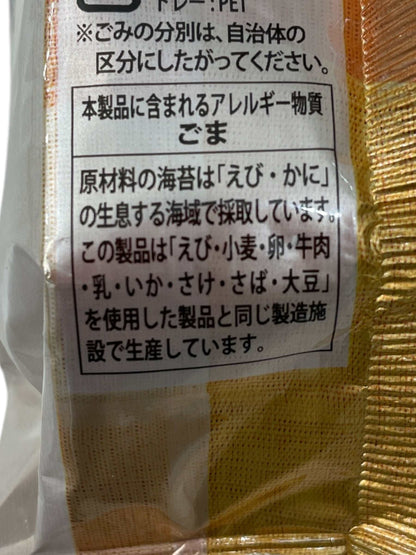 トレー：PET
※ごみの分別は、自治体の
区分にしたがってください。
本製品に含まれるアレルギー物質
ごま
原材料の海苔は「えび・かに」
の生息する海域で採取しています。
この製品は「えび・小麦・卵・牛肉
・乳・いか・さけ・さば・大豆」
を使用した製品と同じ製造施
設で生産しています。